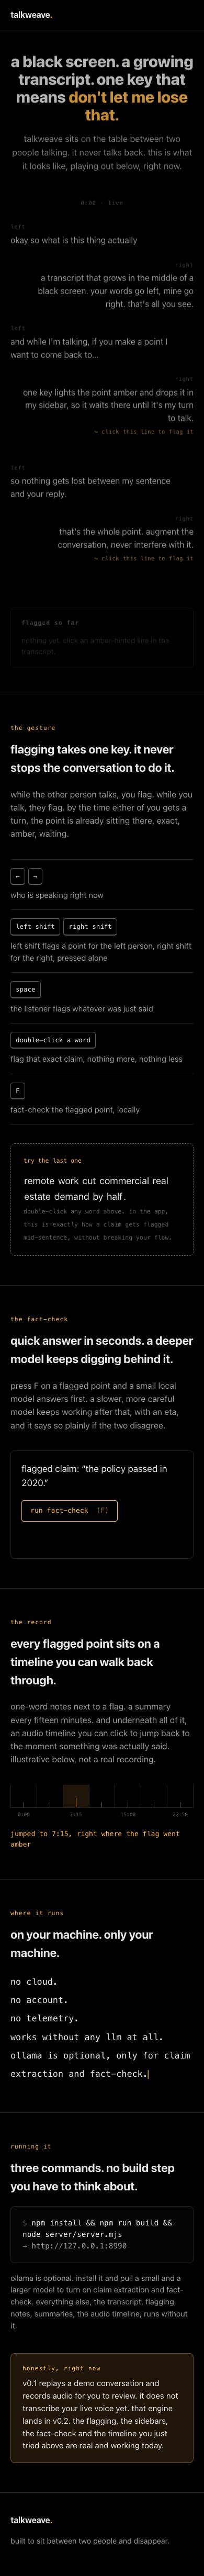 talkweave.
a black screen. a growing
transcript. one key that
means don't let me lose
that.
talkweave sits on the table between two
people talking. it never talks back. this is what
it looks like, playing out below, right now.
0:00 · live
left
okay so what is this thing actually
right
a transcript that grows in the middle of a
black screen. your words go left, mine go
right. that's all you see.
left
and while I'm talking, if you make a point I
want to come back to...
right
one key lights the point amber and drops it in
my sidebar, so it waits there until it's my turn
to talk.
↪ click this line to flag it
left
so nothing gets lost between my sentence
and your reply.
right
that's the whole point. augment the
conversation, never interfere with it.
↪ click this line to flag it
flagged so far
nothing yet. click an amber-hinted line in the
transcript.
the gesture
flagging takes one key. it never
stops the conversation to do it.
while the other person talks, you flag. while you
talk, they flag. by the time either of you gets a
turn, the point is already sitting there, exact,
amber, waiting.
← →
who is speaking right now
left shift right shift
left shift flags a point for the left person, right shift
for the right, pressed alone
space
the listener flags whatever was just said
double-click a word
flag that exact claim, nothing more, nothing less
F
fact-check the flagged point, locally
try the last one
remote work cut commercial real
estate demand by half.
double-click any word above. in the app,
this is exactly how a claim gets flagged
mid-sentence, without breaking your flow.
the fact-check
quick answer in seconds. a deeper
model keeps digging behind it.
press F on a flagged point and a small local
model answers first. a slower, more careful
model keeps working after that, with an eta,
and it says so plainly if the two disagree.
flagged claim: “the policy passed in
2020.”
run fact-check (F)
the record
every flagged point sits on a
timeline you can walk back
through.
one-word notes next to a flag. a summary
every fifteen minutes. and underneath all of it,
an audio timeline you can click to jump back to
the moment something was actually said.
illustrative below, not a real recording.
0:00 7:15 15:00 22:50
jumped to 7:15, right where the flag went
amber
where it runs
on your machine. only your
machine.
no cloud.
no account.
no telemetry.
works without any llm at all.
ollama is optional, only for claim
extraction and fact-check.
running it
three commands. no build step
you have to think about.
$ npm install && npm run build &&
node server/server.mjs
→ http://127.0.0.1:8990
ollama is optional. install it and pull a small and a
larger model to turn on claim extraction and fact-
check. everything else, the transcript, flagging,
notes, summaries, the audio timeline, runs without
it.
honestly, right now
v0.1 replays a demo conversation and
records audio for you to review. it does not
transcribe your live voice yet. that engine
lands in v0.2. the flagging, the sidebars,
the fact-check and the timeline you just
tried above are real and working today.
talkweave.
built to sit between two people and disappear.